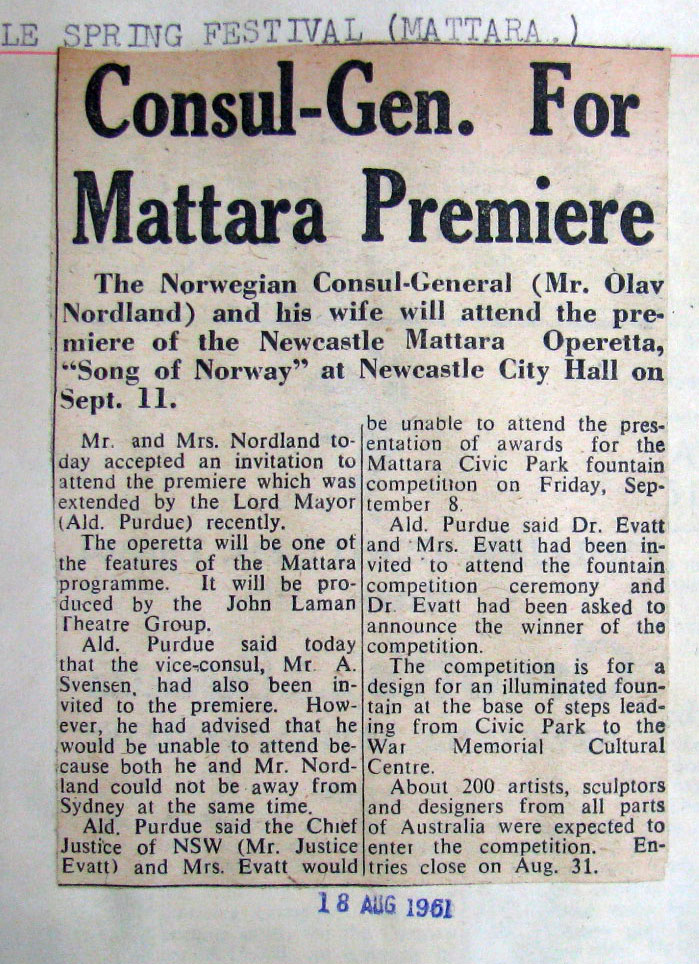 LE SPRING FESTIVAL (MATTARA.)
Consul-Gen. For
Mattara Premiere
The Norwegian Consul-General (Mr. Olav
Nordland) and his wife will attend the pre-
miere of the Newcastle Mattara Operetta,
“Song of Norway” at Newcastle City Hall on
Sept. 11.
Mr. and Mrs. Nordland to-
day accepted an invitation to
attend the premiere which was
extended by the Lord Mayor
(Ald. Purdue) recently.
The operetta will be one of
the features of the Mattara
programme. It will be pro-
duced by the John Laman
Theatre Group.
Ald. Purdue said today
that the vice-consul, Mr. A.
Svensen, had also been in-
vited to the premiere. How-
ever, he had advised that he
would be unable to attend be-
cause both he and Mr. Nord-
land could not be away from
Sydney at the same time.
Ald. Purdue said the Chief
Justice of NSW (Mr. Justice
Evatt) and Mrs. Evatt would
be unable to attend the pres-
entation of awards for the
Mattara Civic Park fountain
competition on Friday, Sep-
tember 8.
Ald. Purdue said Dr. Evatt
and Mrs. Evatt had been in-
vited to attend the fountain
competition ceremony and
Dr. Evatt had been asked to
announce the winner of the
competition.
The competition is for a
design for an illuminated foun-
tain at the base of steps lead-
ing from Civic Park to the
War Memorial Cultural
Centre.
About 200 artists, sculptors
and designers from all parts
of Australia were expected to
enter the competition. En-
tries close on Aug. 31.
18 AUG 1961